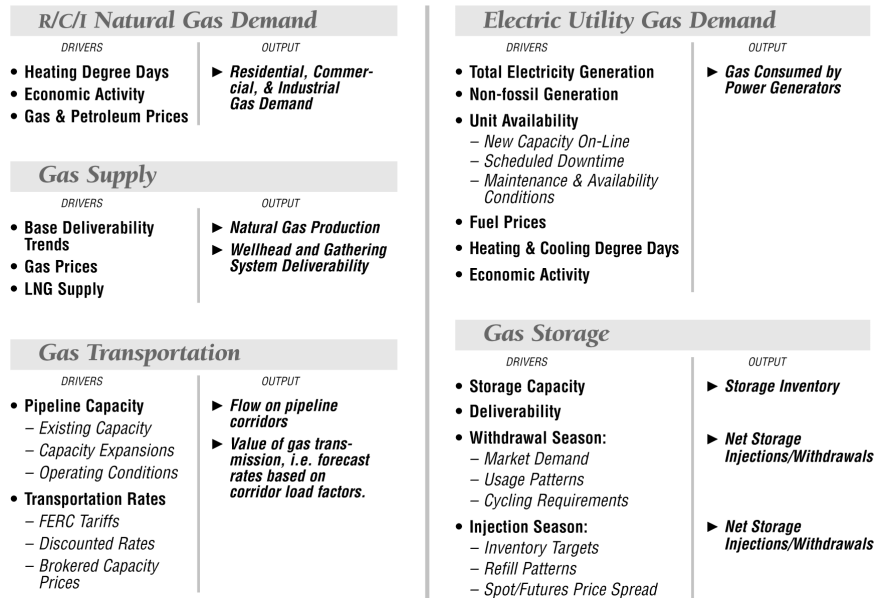 R/C/I Natural Gas Demand
DRIVERS
OUTPUT
• Heating Degree Days
• Economic Activity
• Gas & Petroleum Prices
► Residential, Commer-
cial, & Industrial
Gas Demand
Gas Supply
DRIVERS
OUTPUT
• Base Deliverability
Trends
• Gas Prices
• LNG Supply
► Natural Gas Production
► Wellhead and Gathering
System Deliverability
Gas Transportation
DRIVERS
OUTPUT
• Pipeline Capacity
– Existing Capacity
– Capacity Expansions
– Operating Conditions
• Transportation Rates
– FERC Tariffs
– Discounted Rates
– Brokered Capacity
Prices
► Flow on pipeline
corridors
► Value of gas trans-
mission, i.e. forecast
rates based on
corridor load factors.
Electric Utility Gas Demand
DRIVERS
OUTPUT
• Total Electricity Generation
• Non-fossil Generation
• Unit Availability
– New Capacity On-Line
– Scheduled Downtime
– Maintenance & Availability
Conditions
• Fuel Prices
• Heating & Cooling Degree Days
• Economic Activity
► Gas Consumed by
Power Generators
Gas Storage
DRIVERS
OUTPUT
• Storage Capacity
• Deliverability
• Withdrawal Season:
– Market Demand
– Usage Patterns
– Cycling Requirements
• Injection Season:
– Inventory Targets
– Refill Patterns
– Spot/Futures Price Spread
► Storage Inventory
► Net Storage
Injections/Withdrawals
► Net Storage
Injections/Withdrawals